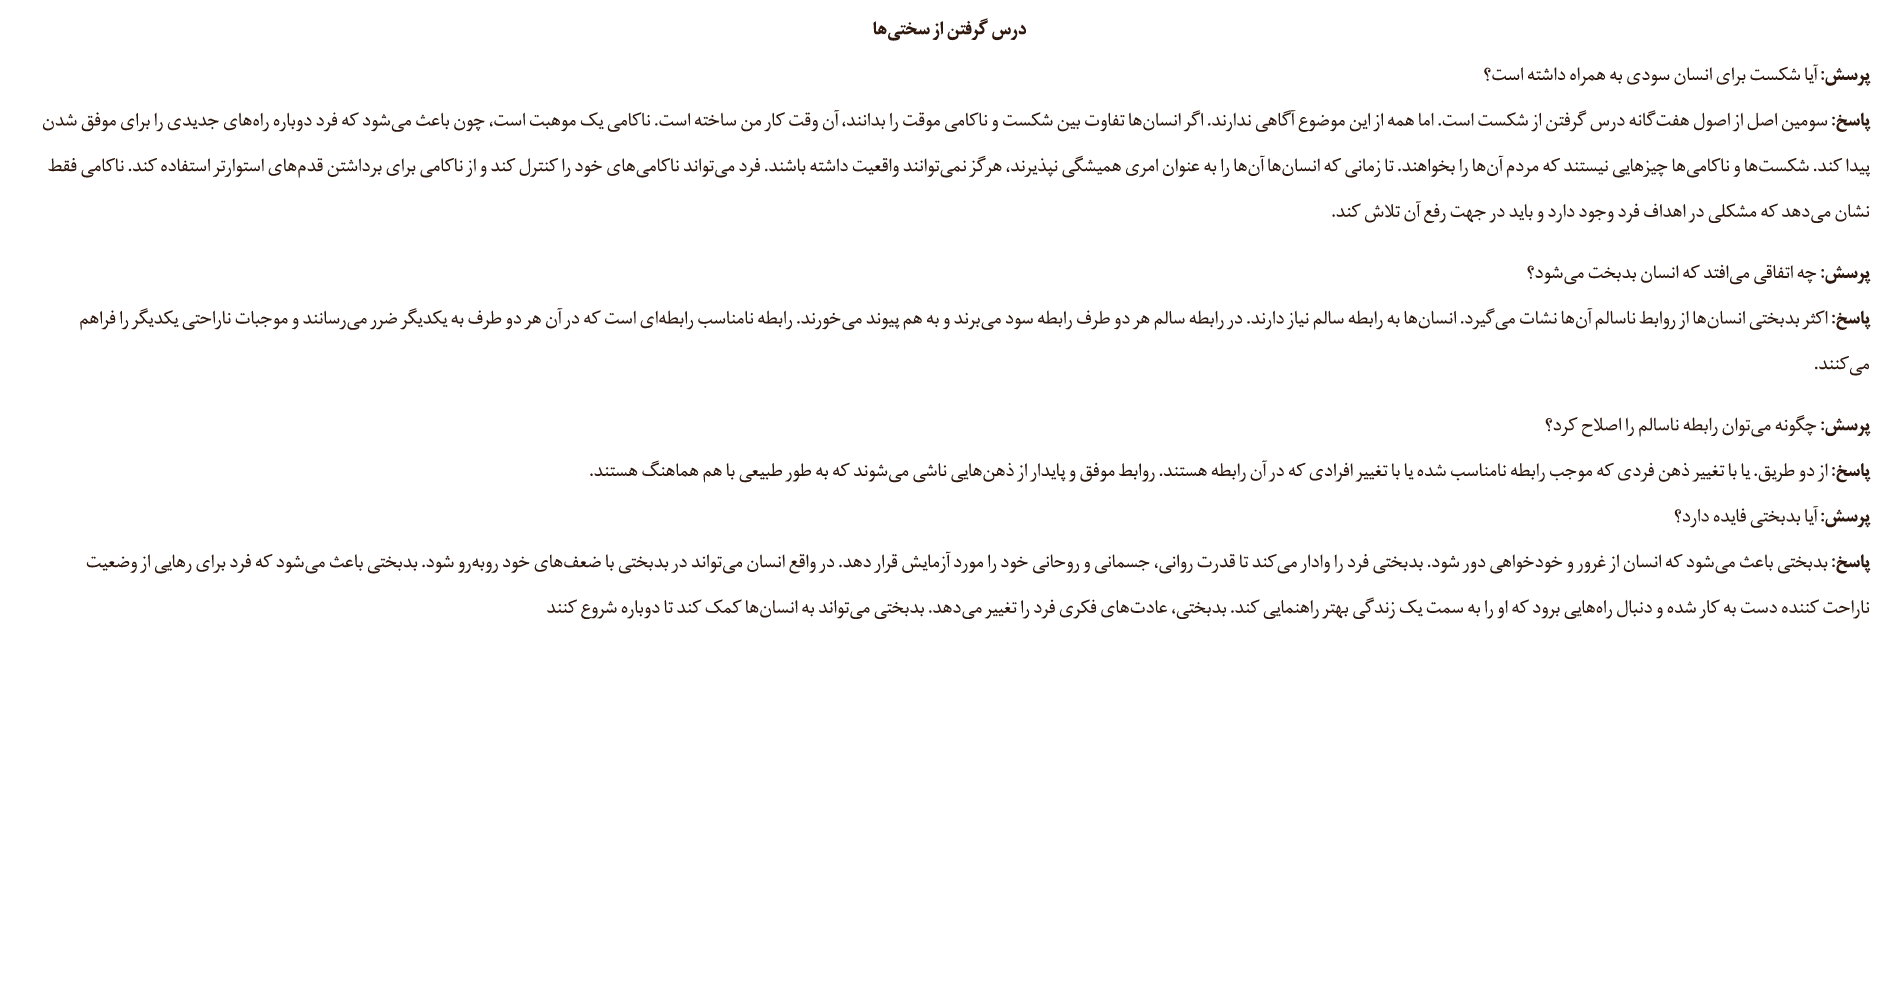 درس گرفتن از سختی‌ها
پرسش: آیا شکست برای انسان سودی به همراه داشته است؟
پاسخ: سومین اصل از اصول هفت‌گانه درس گرفتن از شکست است. اما همه از این موضوع آگاهی ندارند. اگر انسان‌ها تفاوت بین شکست و ناکامی موقت را بدانند، آن وقت کار من ساخته است. ناکامی یک موهبت است، چون باعث می‌شود که فرد دوباره راه‌های جدیدی را برای موفق شدن
پیدا کند. شکست‌ها و ناکامی‌ها چیزهایی نیستند که مردم آن‌ها را بخواهند. تا زمانی که انسان‌ها آن‌ها را به عنوان امری همیشگی نپذیرند، هرگز نمی‌توانند واقعیت داشته باشند. فرد می‌تواند ناکامی‌های خود را کنترل کند و از ناکامی برای برداشتن قدم‌های استوارتر استفاده کند. ناکامی فقط
نشان می‌دهد که مشکلی در اهداف فرد وجود دارد و باید در جهت رفع آن تلاش کند.
پرسش: چه اتفاقی می‌افتد که انسان بدبخت می‌شود؟
پاسخ: اکثر بدبختی انسان‌ها از روابط ناسالم آن‌ها نشات می‌گیرد. انسان‌ها به رابطه سالم نیاز دارند. در رابطه سالم هر دو طرف رابطه سود می‌برند و به هم پیوند می‌خورند. رابطه نامناسب رابطه‌ای است که در آن هر دو طرف به یکدیگر ضرر می‌رسانند و موجبات ناراحتی یکدیگر را فراهم
می‌کنند.
پرسش: چگونه می‌توان رابطه ناسالم را اصلاح کرد؟
پاسخ: از دو طریق. یا با تغییر ذهن فردی که موجب رابطه نامناسب شده یا با تغییر افرادی که در آن رابطه هستند. روابط موفق و پایدار از ذهن‌هایی ناشی می‌شوند که به طور طبیعی با هم هماهنگ هستند.
پرسش: آیا بدبختی فایده دارد؟
پاسخ: بدبختی باعث می‌شود که انسان از غرور و خودخواهی دور شود. بدبختی فرد را وادار می‌کند تا قدرت روانی، جسمانی و روحانی خود را مورد آزمایش قرار دهد. در واقع انسان می‌تواند در بدبختی با ضعف‌های خود روبه‌رو شود. بدبختی باعث می‌شود که فرد برای رهایی از وضعیت
ناراحت کننده دست به کار شده و دنبال راه‌هایی برود که او را به سمت یک زندگی بهتر راهنمایی کند. بدبختی، عادت‌های فکری فرد را تغییر می‌دهد. بدبختی می‌تواند به انسان‌ها کمک کند تا دوباره شروع کنند